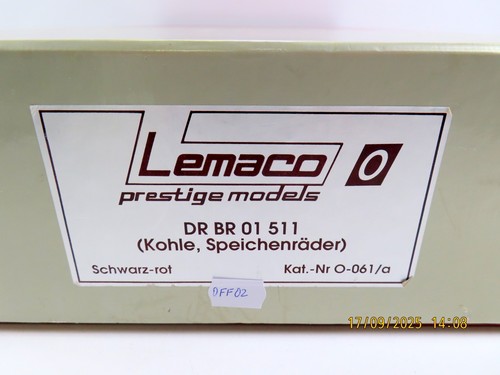 Lemaco O
prestige models
DR BR 01 511
(Kohle, Speichenräder)
Schwarz-rot Kat.-Nr O-061/a
DFF02
17/09/2025 14:08